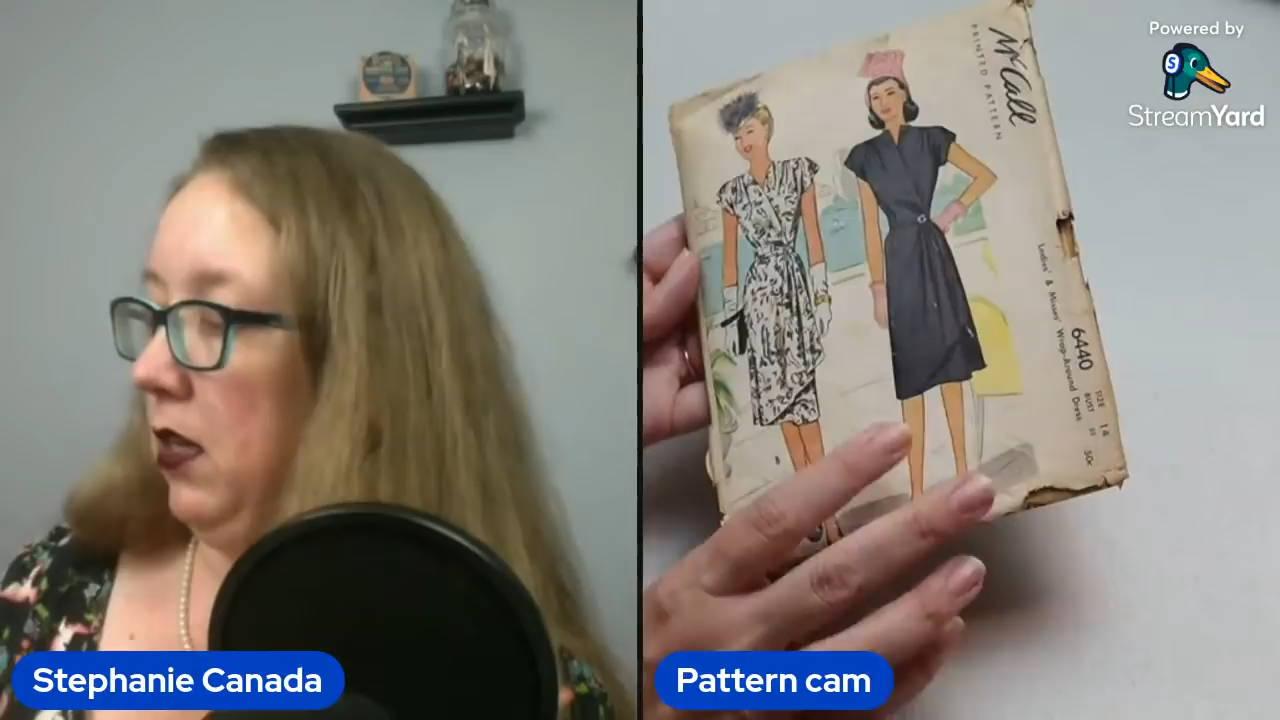 Powered by
StreamYard
McCall
PRINTED PATTERN
Ladies' & Misses' Wrap-Around Dress
6440
SIZE 14
BUST
50c
B
Stephanie Canada
Pattern cam